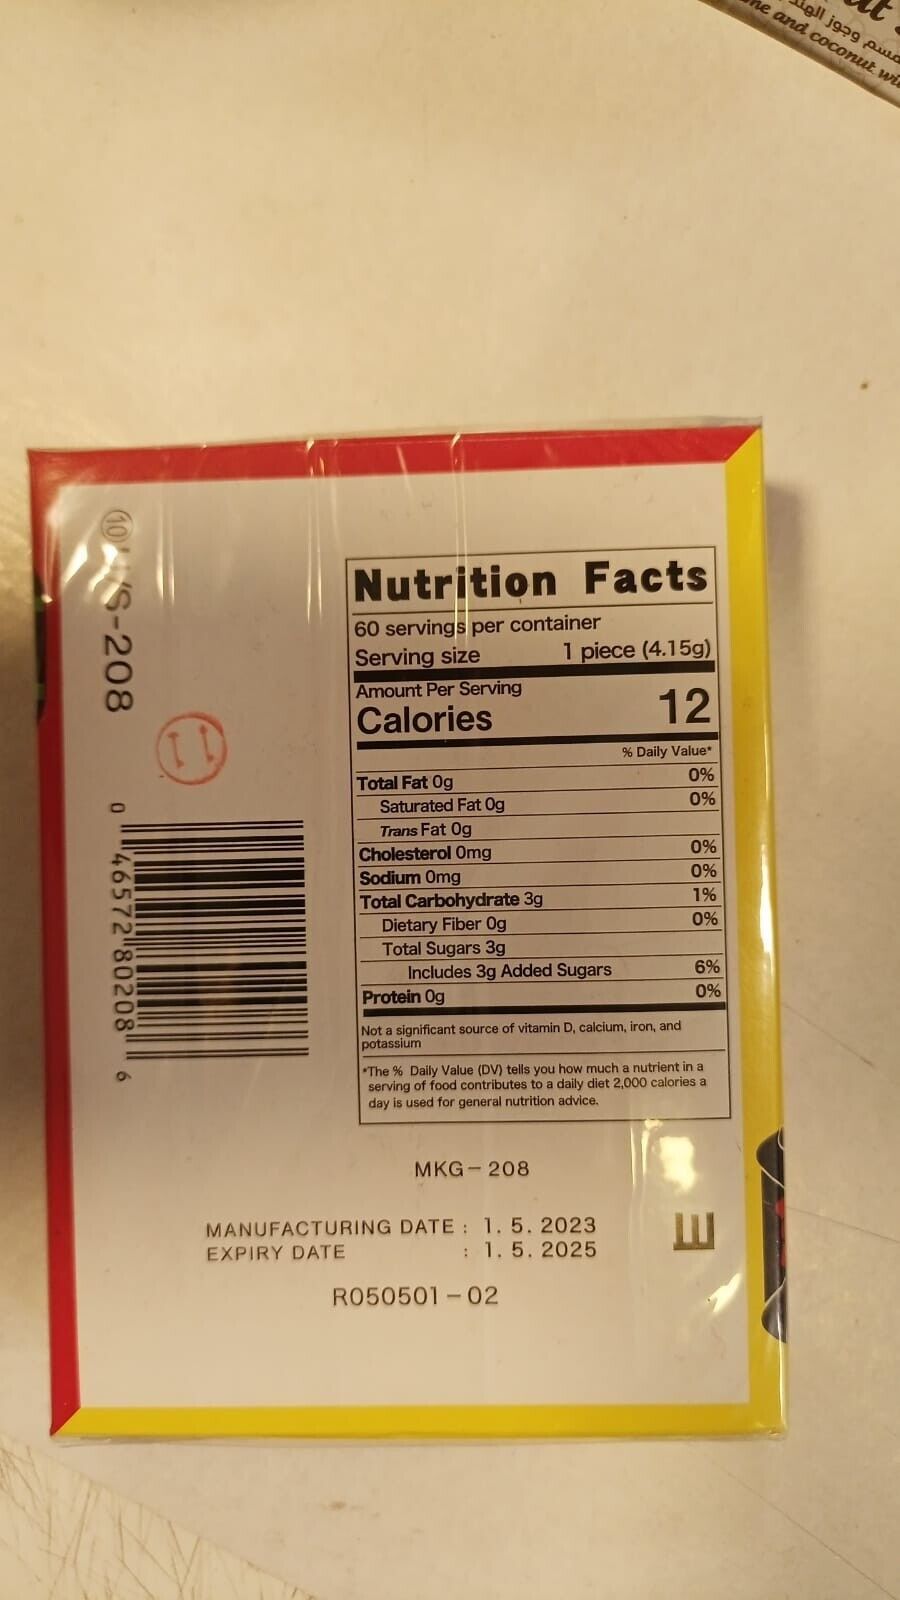 me and coconut
⑩
S-208
11
0 46572 80208 6
Nutrition Facts
60 servings per container
Serving size 1 piece (4.15g)
Amount Per Serving
Calories 12
% Daily Value*
Total Fat 0g 0%
Saturated Fat 0g 0%
Trans Fat 0g
Cholesterol 0mg 0%
Sodium 0mg 0%
Total Carbohydrate 3g 1%
Dietary Fiber 0g 0%
Total Sugars 3g
Includes 3g Added Sugars 6%
Protein 0g 0%
Not a significant source of vitamin D, calcium, iron, and
potassium
*The % Daily Value (DV) tells you how much a nutrient in a
serving of food contributes to a daily diet 2,000 calories a
day is used for general nutrition advice.
MKG-208
MANUFACTURING DATE : 1. 5. 2023
EXPIRY DATE : 1. 5. 2025
E
R050501-02